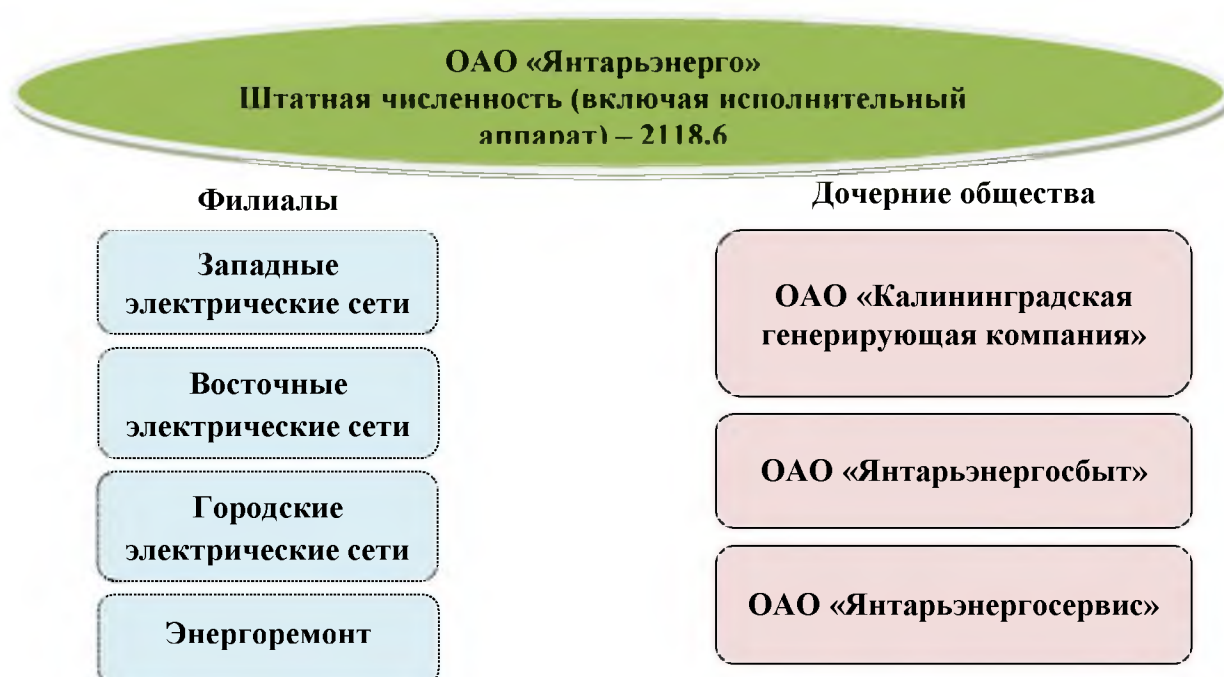 ОАО «Янтарьэнерго»
Штатная численность (включая исполнительный
аппарат) – 2118,6
Филиалы
Западные
электрические сети
Восточные
электрические сети
Городские
электрические сети
Энергоремонт
Дочерние общества
ОАО «Калининградская
генерирующая компания»
ОАО «Янтарьэнергосбыт»
ОАО «Янтарьэнергосервис»